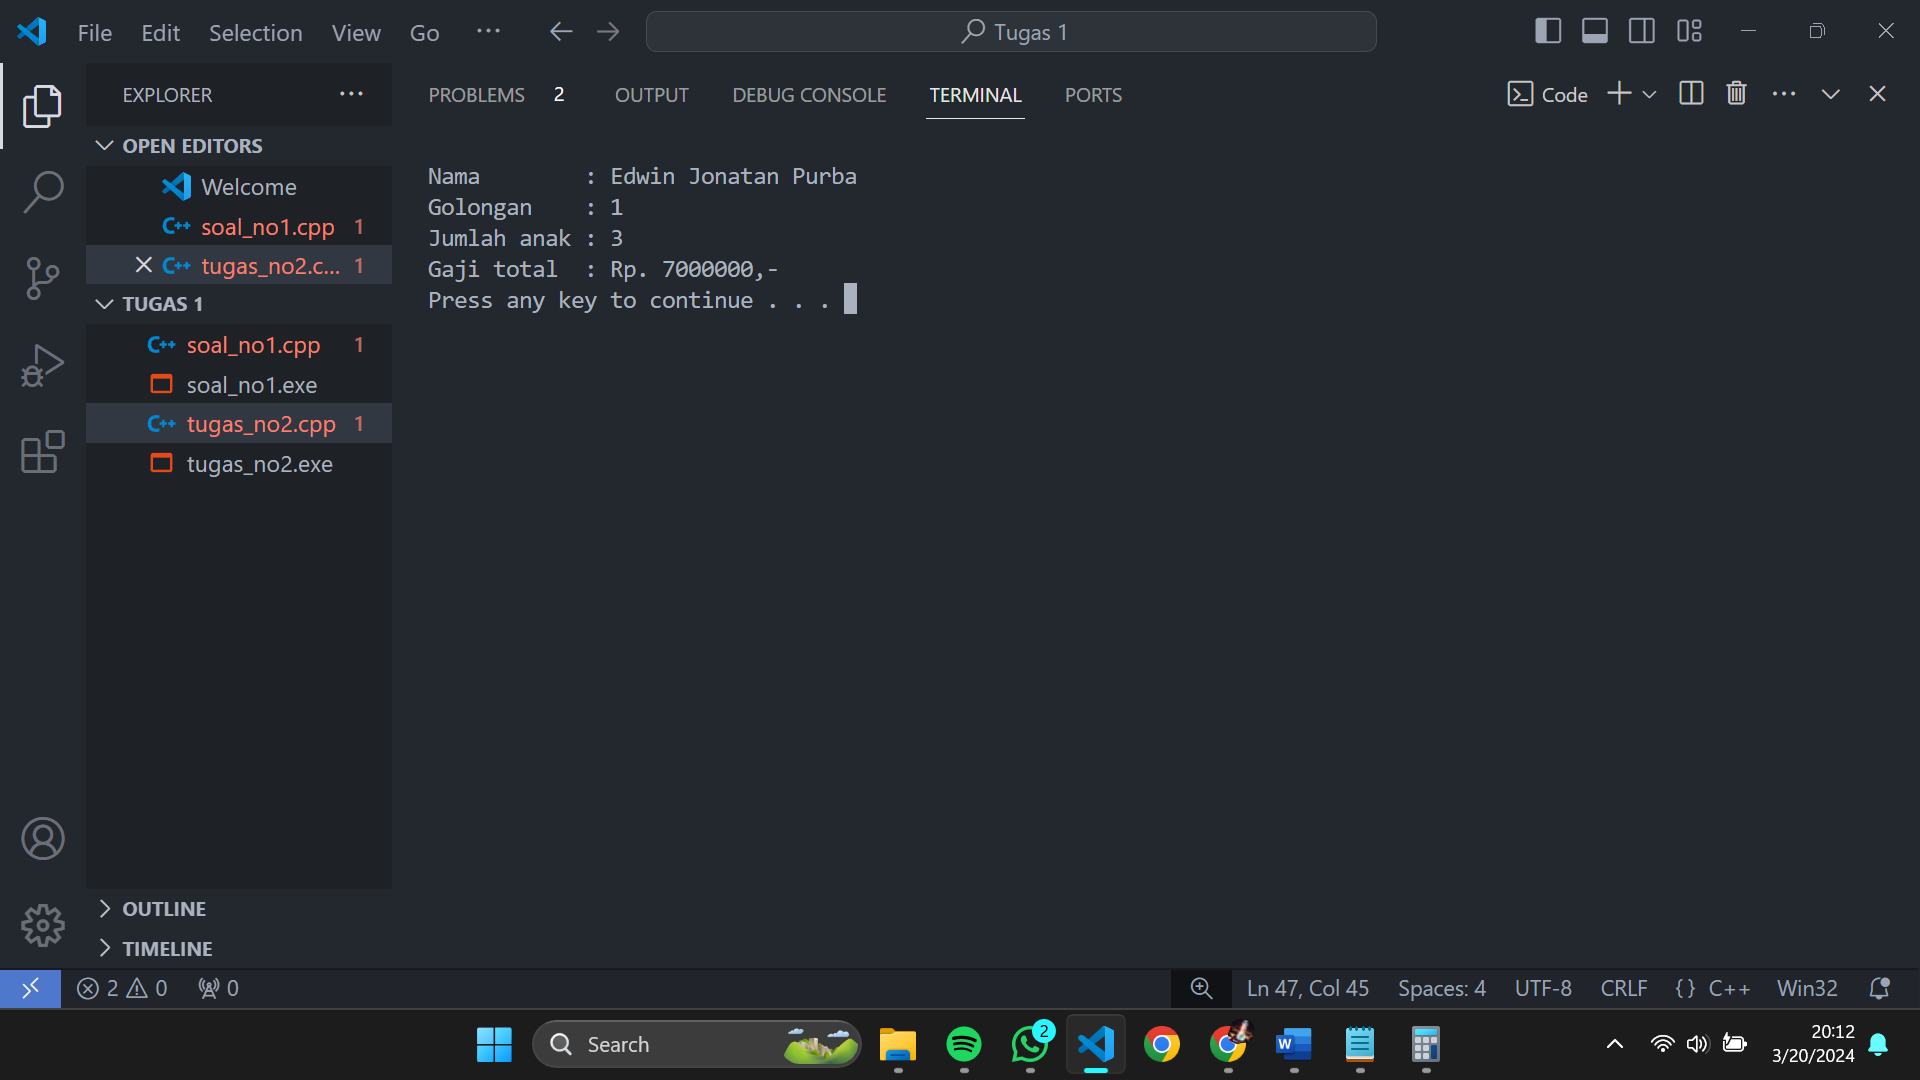 File Edit Selection View Go ... Tugas 1
EXPLORER ...
OPEN EDITORS
Welcome
C++ soal_no1.cpp 1
C++ tugas_no2.c... 1
TUGAS 1
C++ soal_no1.cpp 1
soal_no1.exe
C++ tugas_no2.cpp 1
tugas_no2.exe
OUTLINE
TIMELINE
PROBLEMS 2 OUTPUT DEBUG CONSOLE TERMINAL PORTS Code
Nama : Edwin Jonatan Purba
Golongan : 1
Jumlah anak : 3
Gaji total : Rp. 7000000,-
Press any key to continue . . .
2 0 0 Ln 47, Col 45 Spaces: 4 UTF-8 CRLF {} C++ Win32
Search 2 W 20:12
3/20/2024